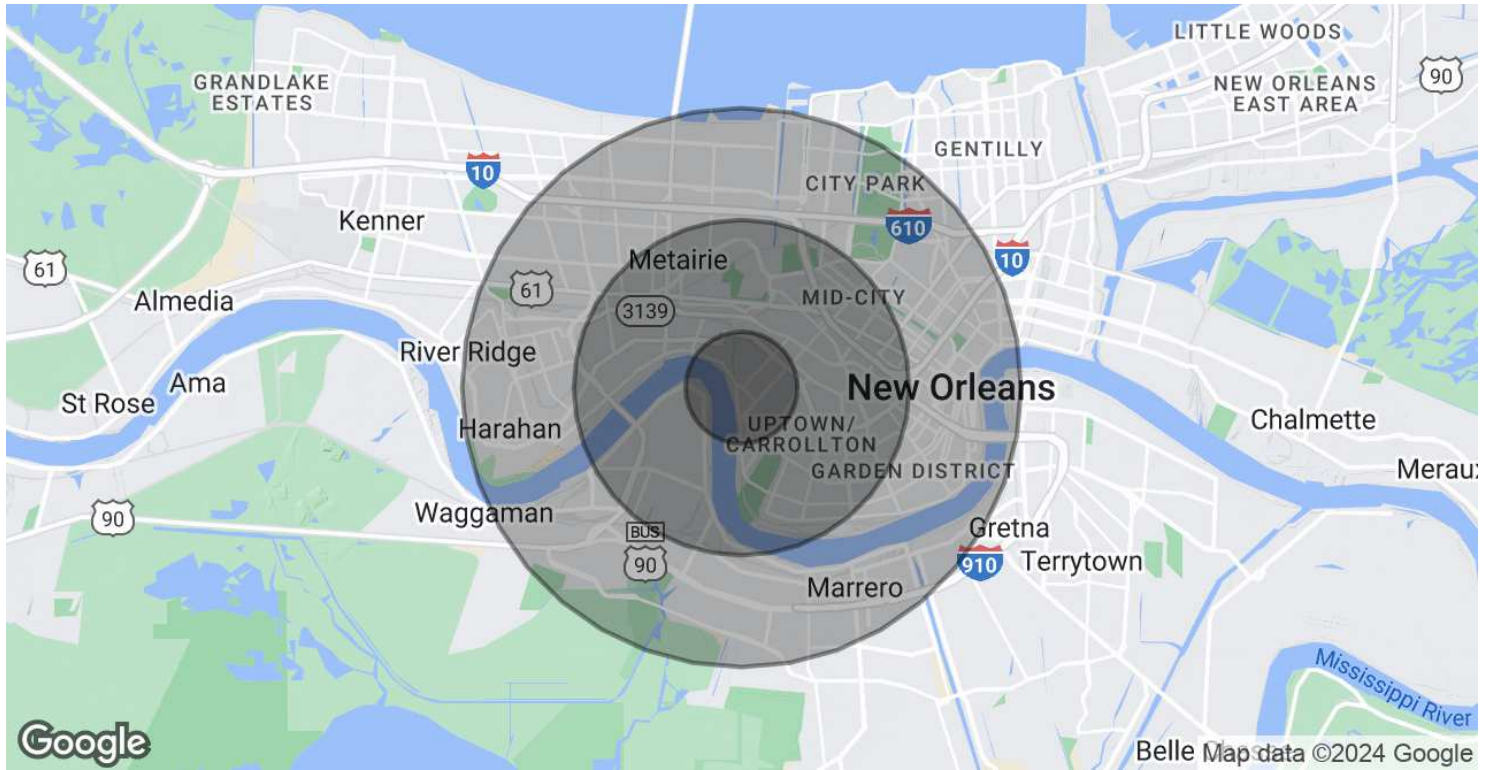 LITTLE WOODS
GRANDLAKE
ESTATES
NEW ORLEANS
EAST AREA
90
GENTILLY
10
CITY PARK
Kenner
610
61
Metairie
10
61
Almedia
3139
MID-CITY
River Ridge
Ama
St Rose
New Orleans
Chalmette
Harahan
UPTOWN/
CARROLLTON
GARDEN DISTRICT
Meraux
90
Waggaman
BUS
90
Gretna
910
Terrytown
Marrero
Mississippi River
Google
Belle
Map data ©2024 Google